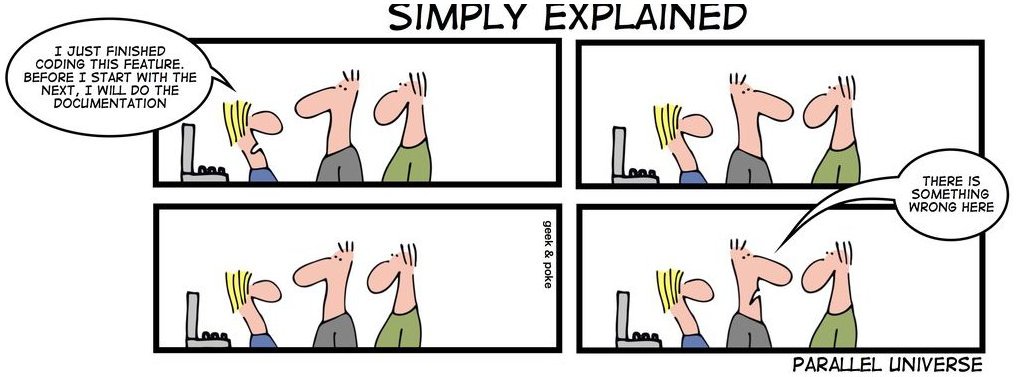 SIMPLY EXPLAINED
I JUST FINISHED
CODING THIS FEATURE.
BEFORE I START WITH THE
NEXT, I WILL DO THE
DOCUMENTATION
THERE IS
SOMETHING
WRONG HERE
geek & poke
PARALLEL UNIVERSE